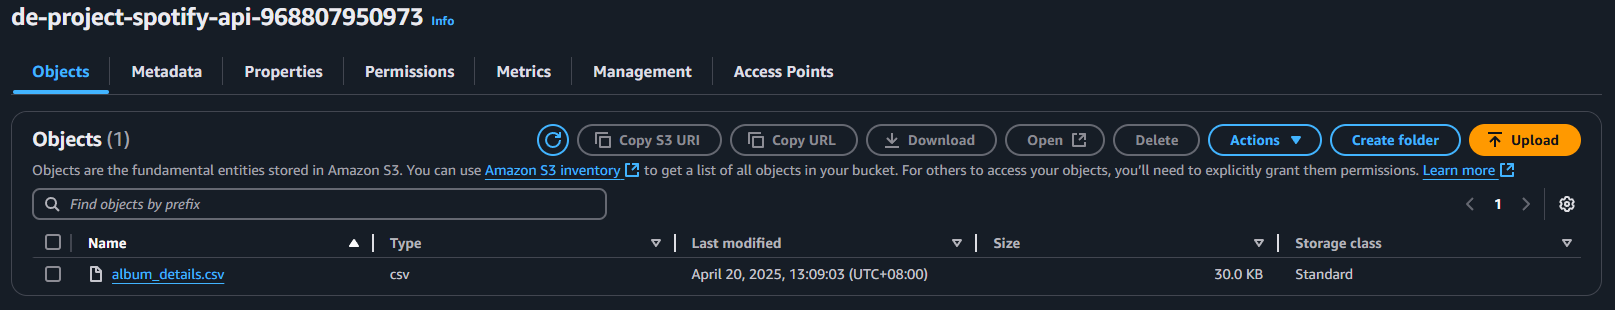 de-project-spotify-api-968807950973 Info
Objects Metadata Properties Permissions Metrics Management Access Points
Objects (1) Copy S3 URI Copy URL Download Open Delete Actions Create folder Upload
Objects are the fundamental entities stored in Amazon S3. You can use Amazon S3 inventory to get a list of all objects in your bucket. For others to access your objects, you'll need to explicitly grant them permissions. Learn more
Find objects by prefix 1
Name Type Last modified Size Storage class
album_details.csv csv April 20, 2025, 13:09:03 (UTC+08:00) 30.0 KB Standard